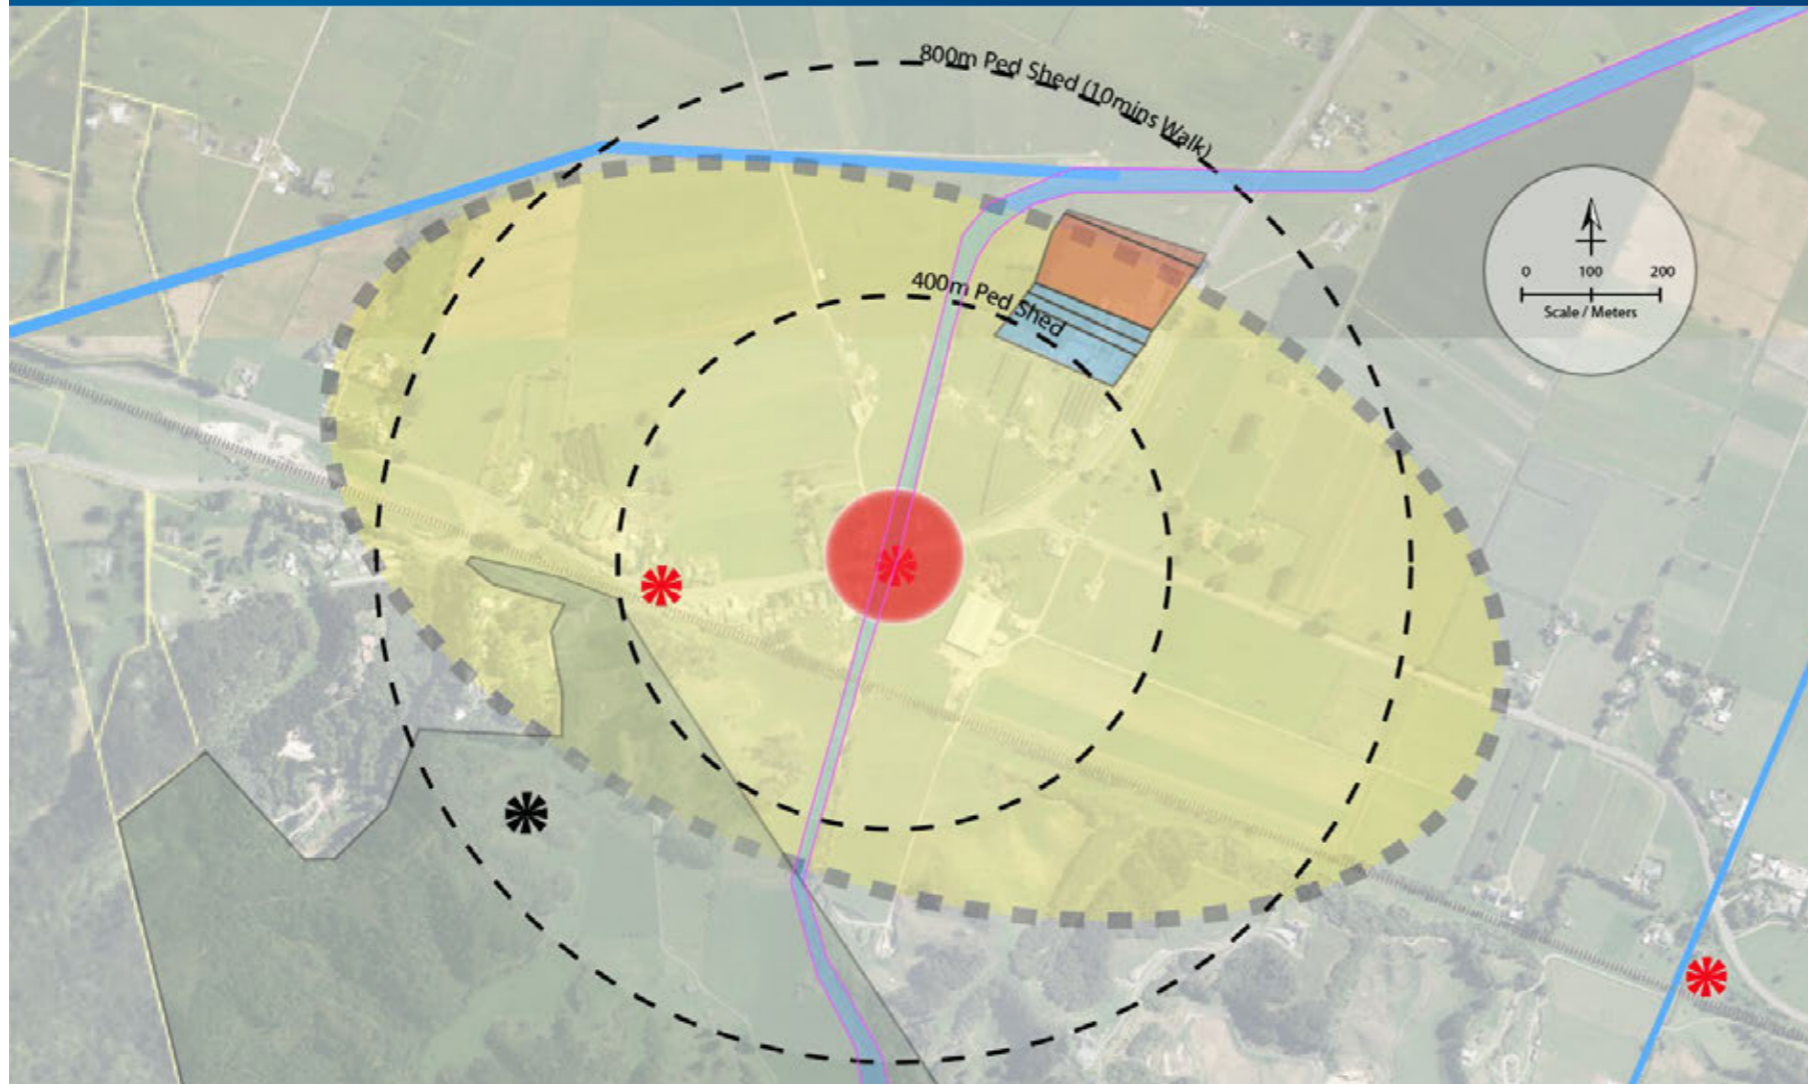 800m Ped Shed (10mins Walk)
400m Ped Shed
0 100 200
Scale / Meters